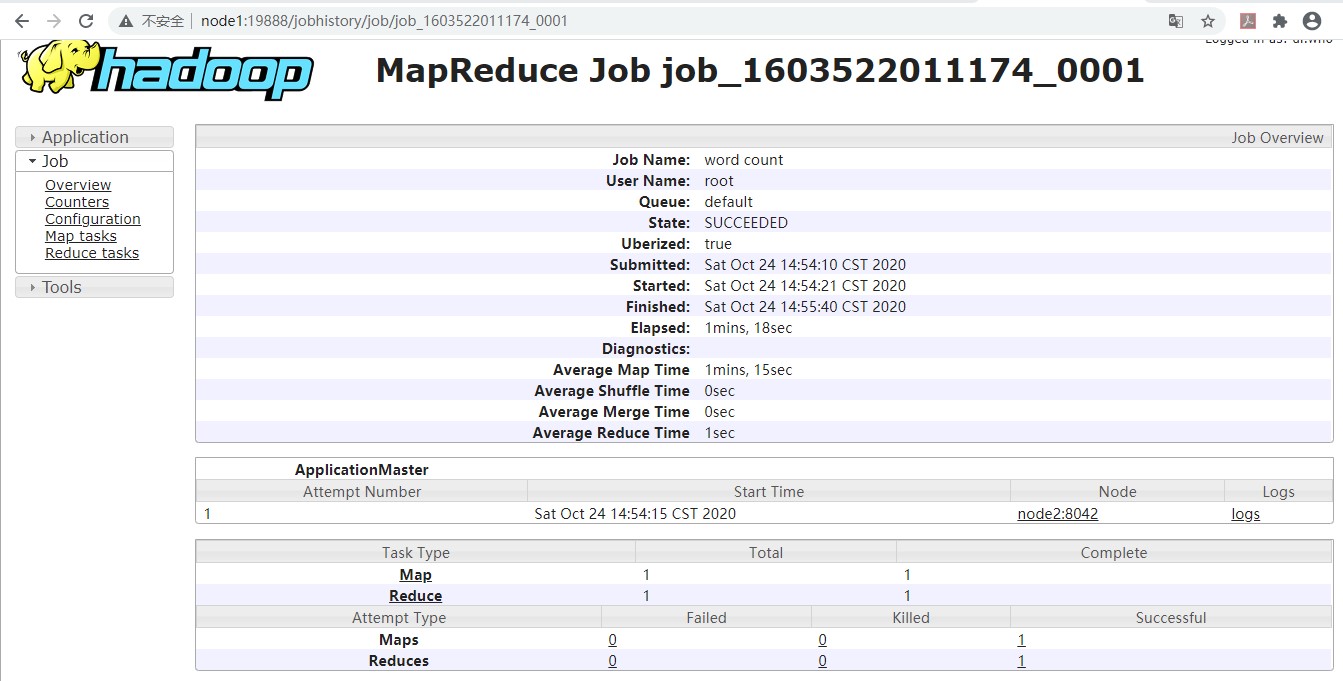 不安全 node1:19888/jobhistory/job/job_1603522011174_0001
Logged in as: dr.who
hadoop
MapReduce Job job_1603522011174_0001
Application
Job
Overview
Counters
Configuration
Map tasks
Reduce tasks
Tools
Job Overview
Job Name: word count
User Name: root
Queue: default
State: SUCCEEDED
Uberized: true
Submitted: Sat Oct 24 14:54:10 CST 2020
Started: Sat Oct 24 14:54:21 CST 2020
Finished: Sat Oct 24 14:55:40 CST 2020
Elapsed: 1mins, 18sec
Diagnostics:
Average Map Time 1mins, 15sec
Average Shuffle Time 0sec
Average Merge Time 0sec
Average Reduce Time 1sec
ApplicationMaster
Attempt Number Start Time Node Logs
1 Sat Oct 24 14:54:15 CST 2020 node2:8042 logs
Task Type Total Complete
Map 1 1
Reduce 1 1
Attempt Type Failed Killed Successful
Maps 0 0 1
Reduces 0 0 1